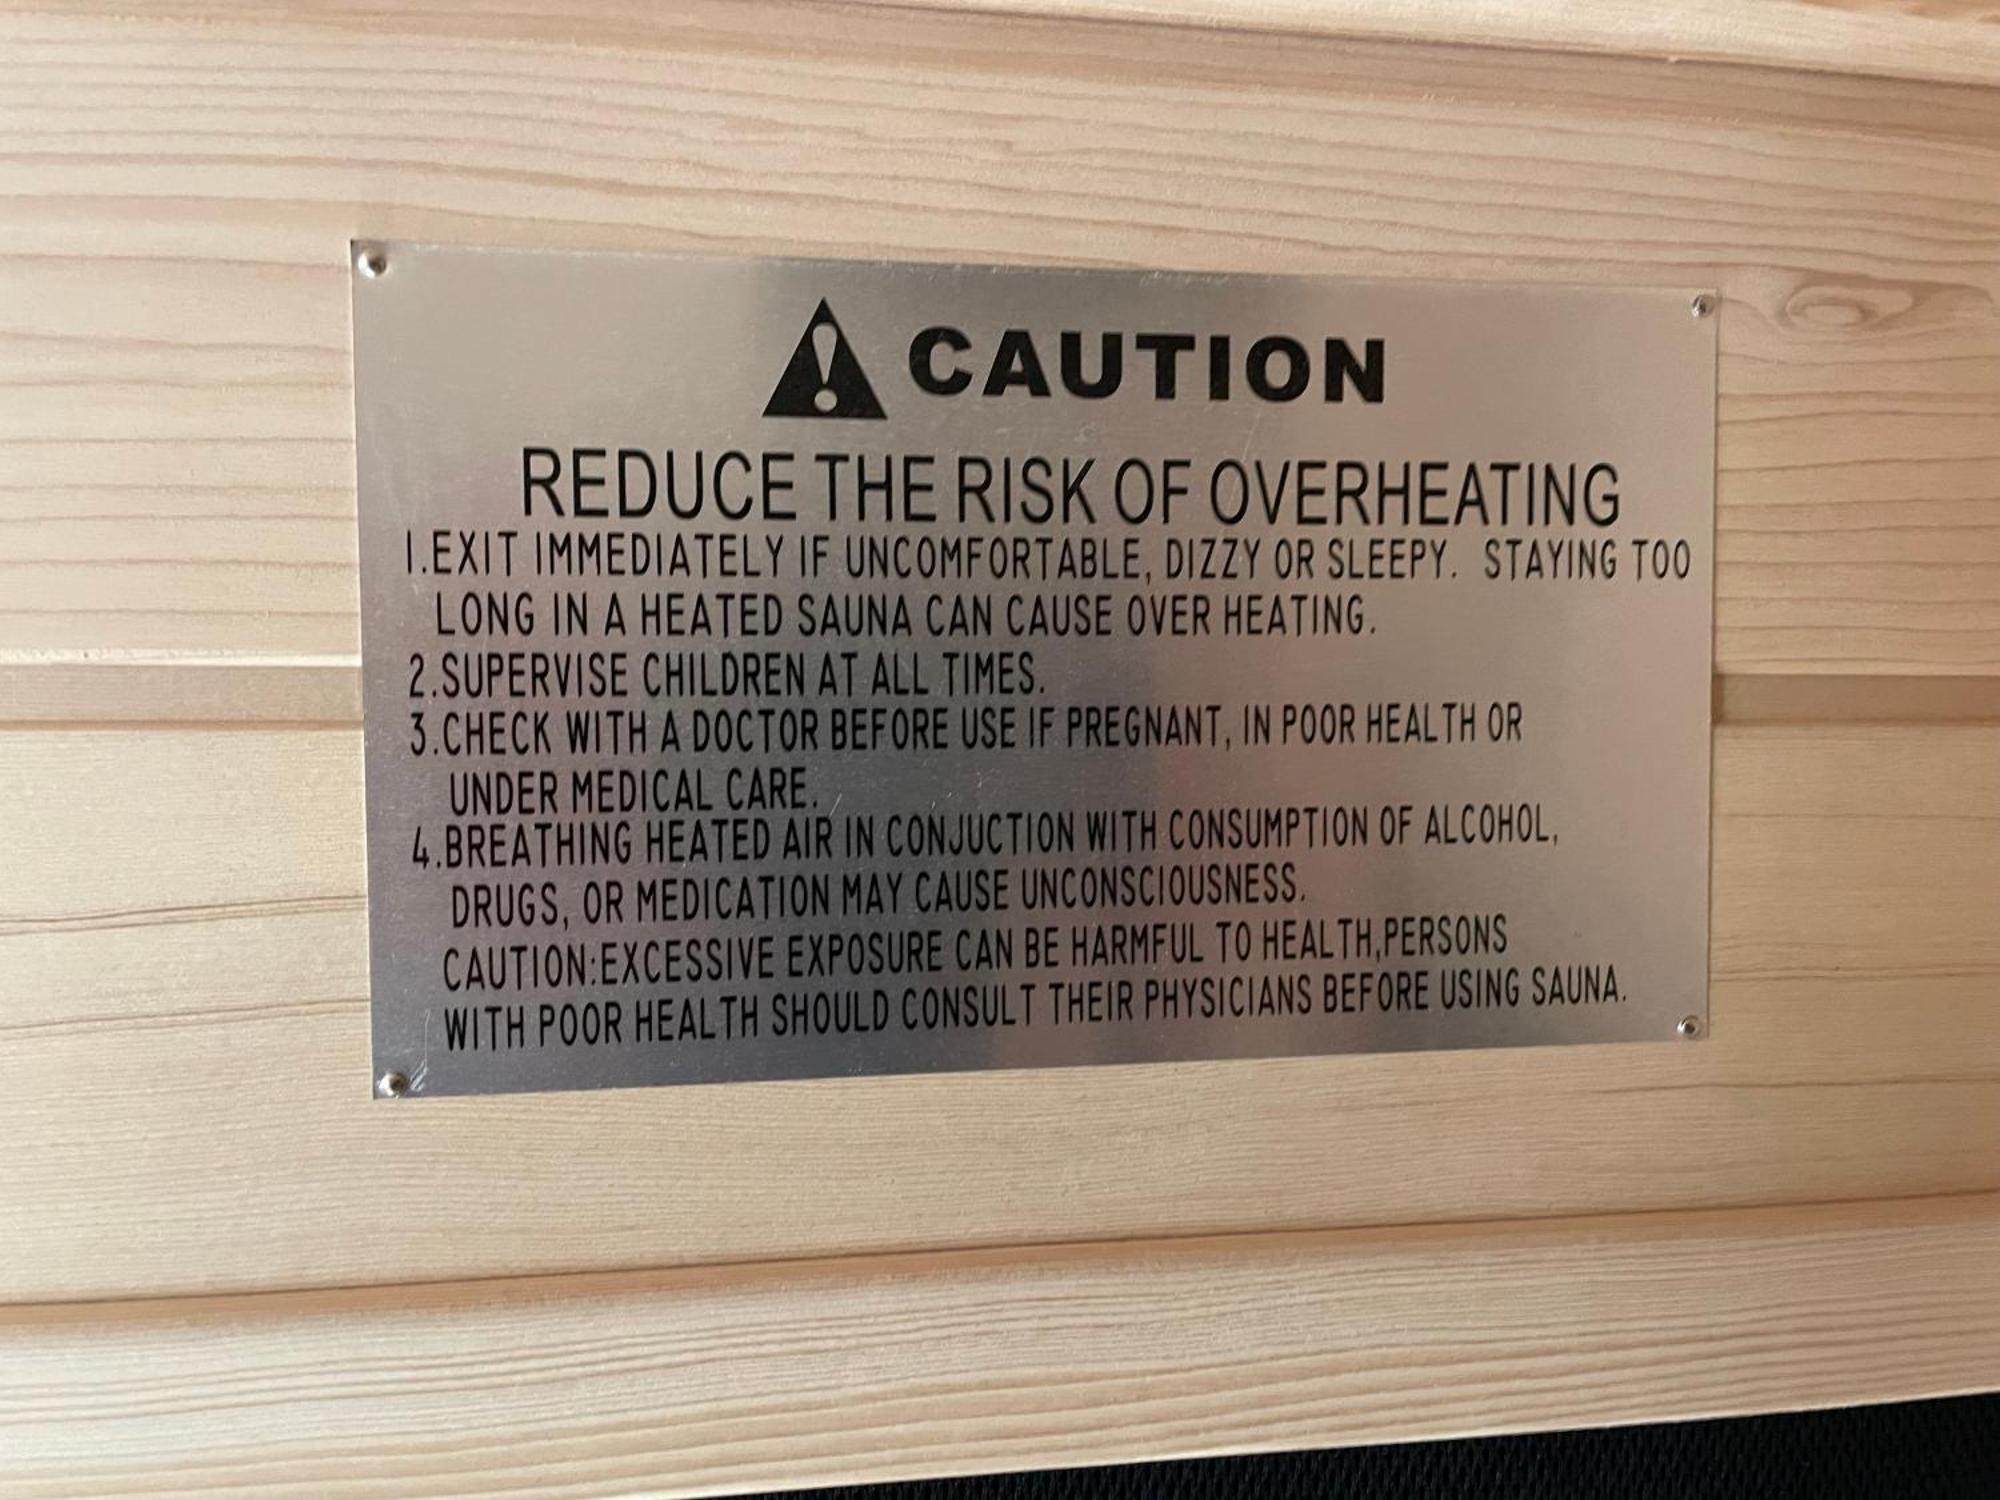 CAUTION
REDUCE THE RISK OF OVERHEATING
1.EXIT IMMEDIATELY IF UNCOMFORTABLE, DIZZY OR SLEEPY. STAYING TOO
LONG IN A HEATED SAUNA CAN CAUSE OVER HEATING.
2.SUPERVISE CHILDREN AT ALL TIMES.
3.CHECK WITH A DOCTOR BEFORE USE IF PREGNANT, IN POOR HEALTH OR
UNDER MEDICAL CARE.
4.BREATHING HEATED AIR IN CONJUCTION WITH CONSUMPTION OF ALCOHOL,
DRUGS, OR MEDICATION MAY CAUSE UNCONSCIOUSNESS.
CAUTION:EXCESSIVE EXPOSURE CAN BE HARMFUL TO HEALTH,PERSONS
WITH POOR HEALTH SHOULD CONSULT THEIR PHYSICIANS BEFORE USING SAUNA.